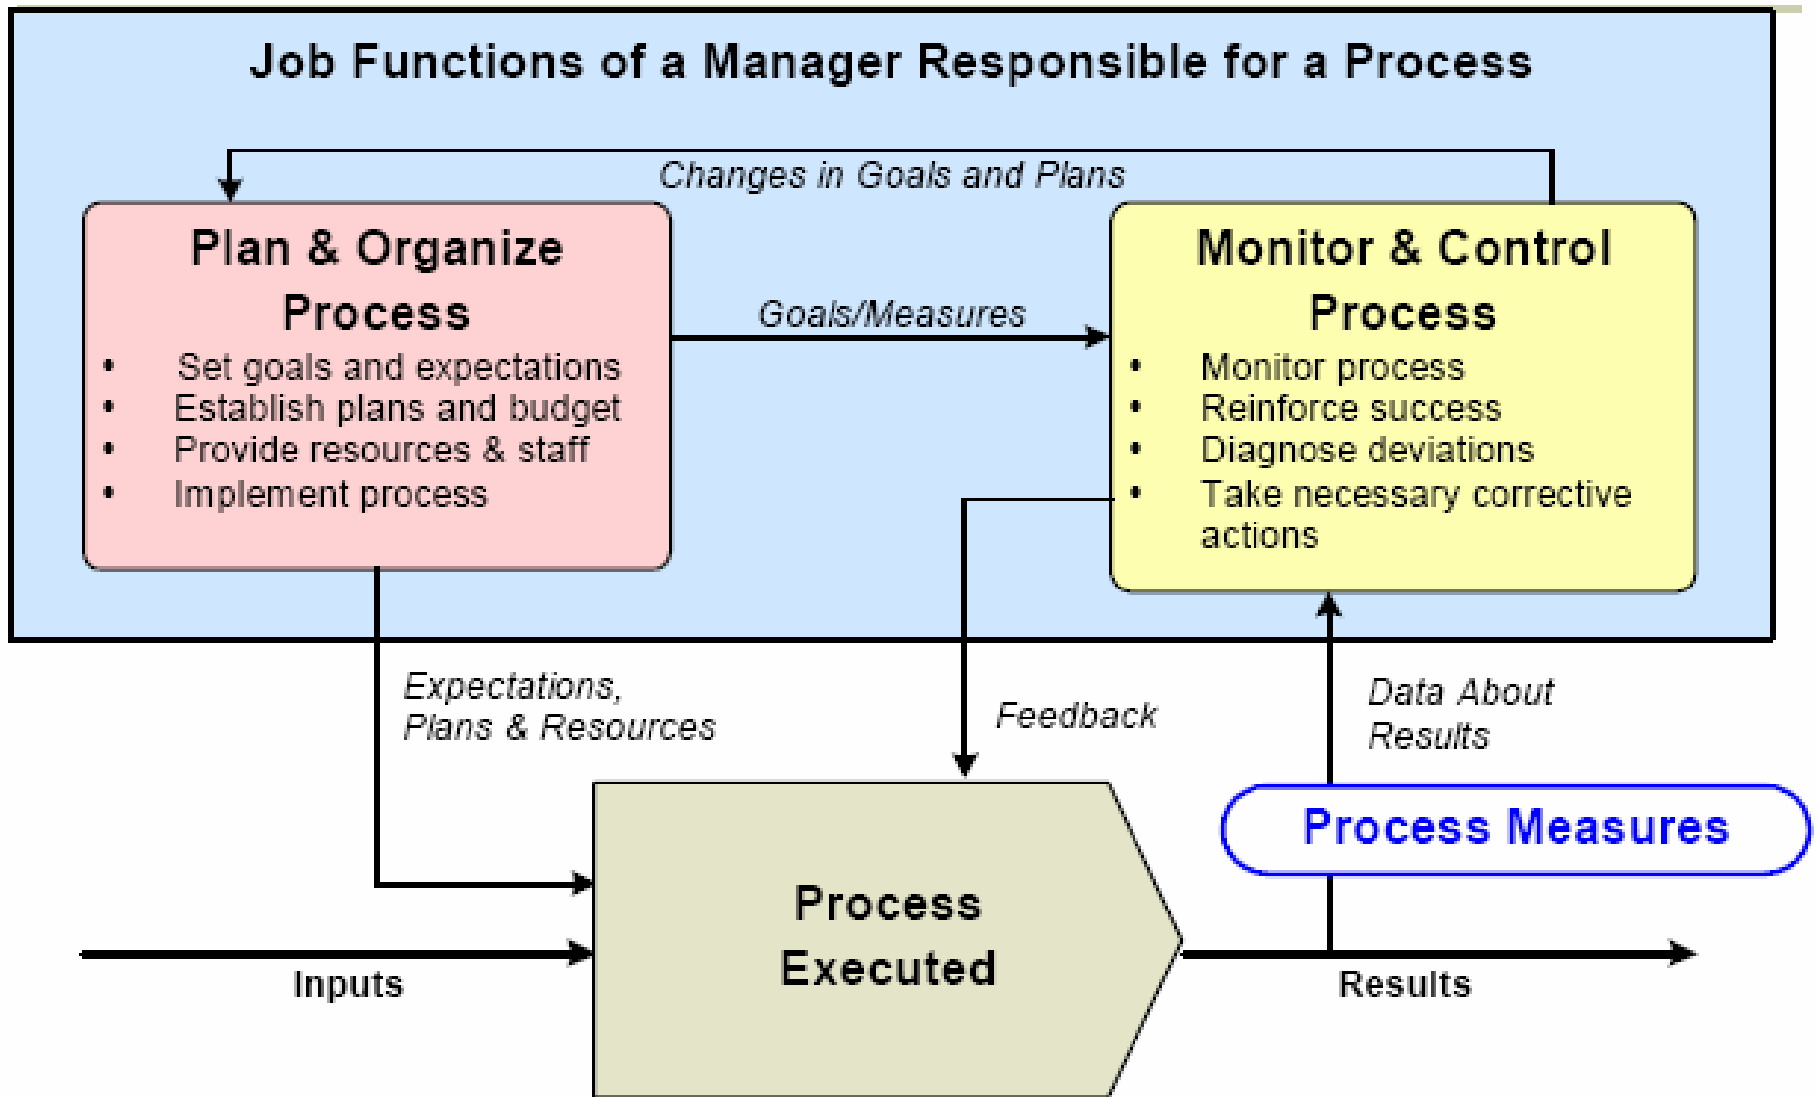 Job Functions of a Manager Responsible for a Process
Changes in Goals and Plans
Plan & Organize
Process
• Set goals and expectations
• Establish plans and budget
• Provide resources & staff
• Implement process
Goals/Measures
Monitor & Control
Process
• Monitor process
• Reinforce success
• Diagnose deviations
• Take necessary corrective
actions
Expectations,
Plans & Resources
Feedback
Data About
Results
Process Measures
Process
Executed
Inputs
Results